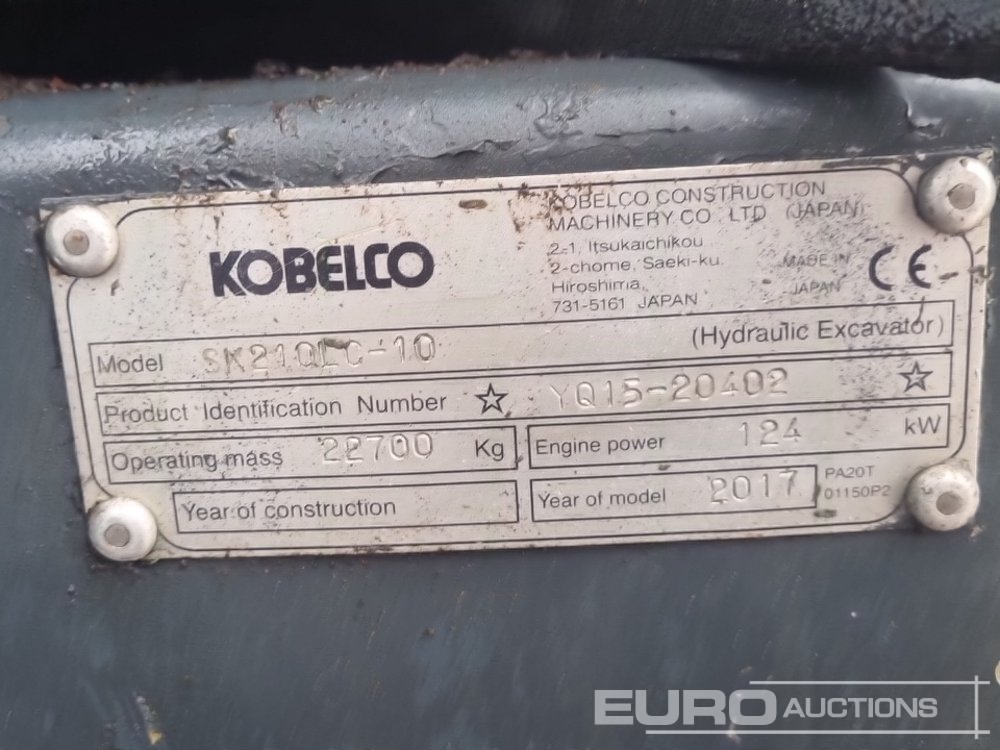 KOBELCO
KOBELCO CONSTRUCTION
MACHINERY CO. LTD. (JAPAN)
2-1, Itsukaichikou
2-chome, Saeki-ku.
Hiroshima,
731-5161 JAPAN
MADE IN
JAPAN
CE
Model SK210LC-10 (Hydraulic Excavator)
Product Identification Number ☆ YQ15-20402 ☆
Operating mass 22700 Kg
Engine power 124 kW
Year of construction
Year of model 2017
PA20T
01150P2
EURO AUCTIONS